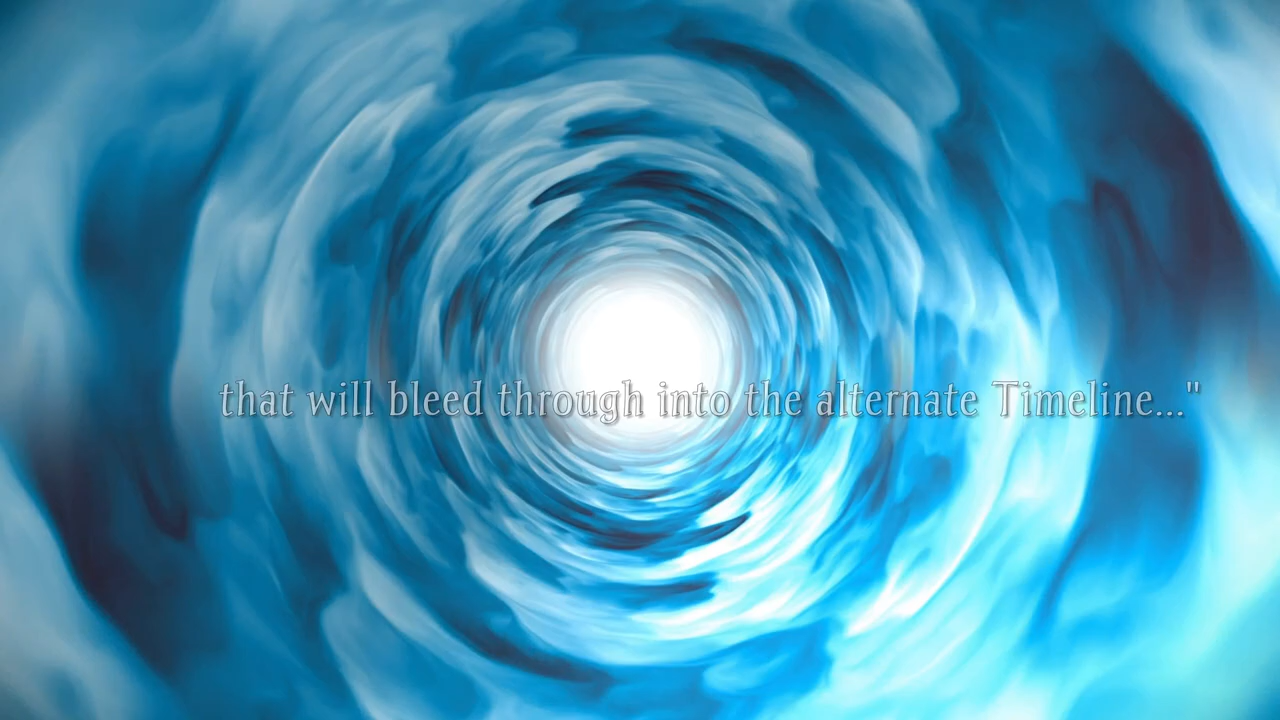 that will bleed through into the alternate Timeline..."